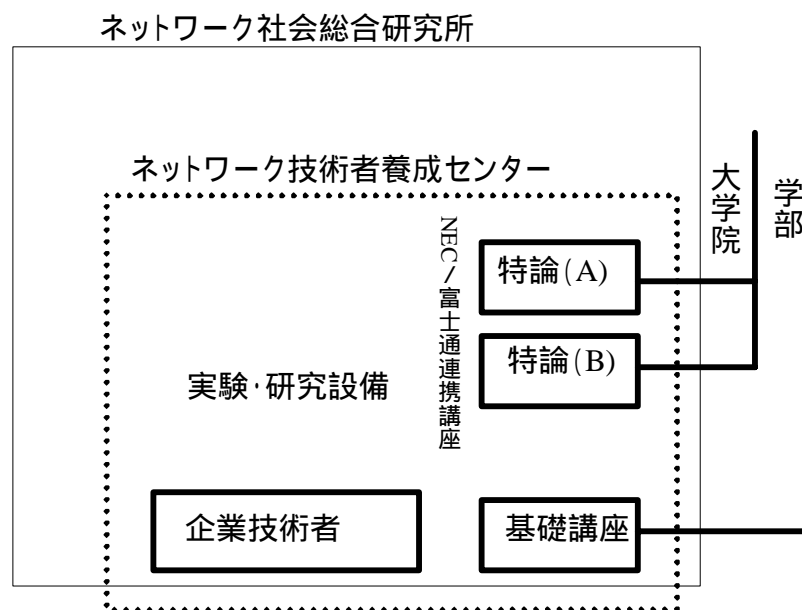 ネットワーク社会総合研究所
ネットワーク技術者養成センター
大学院
学部
NEC/富士通連携講座
特論(A)
特論(B)
実験･研究設備
企業技術者
基礎講座